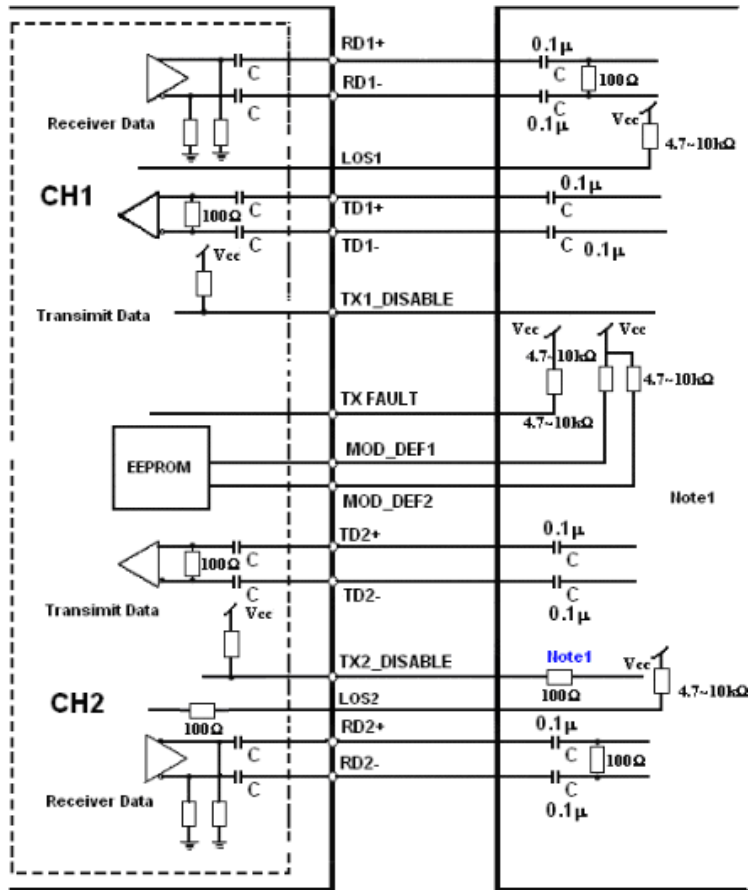 RD1+
0.1μ
C
C
RD1-
100Ω
C
C
0.1μ
Vcc
Receiver Data
4.7~10kΩ
LOS1
CH1
0.1μ
C
TD1+
C
100Ω
C
TD1-
C
0.1μ
Vcc
TX1_DISABLE
Transimit Data
Vcc
Vcc
4.7~10kΩ
4.7~10kΩ
TX FAULT
4.7~10kΩ
EEPROM
MOD_DEF1
MOD_DEF2
Note1
TD2+
0.1μ
C
C
100Ω
C
C
TD2-
0.1μ
Transimit Data
Vcc
Note1
Vcc
TX2_DISABLE
100Ω
4.7~10kΩ
CH2
LOS2
100Ω
RD2+
0.1μ
C
C
100Ω
RD2-
C
C
Receiver Data
0.1μ